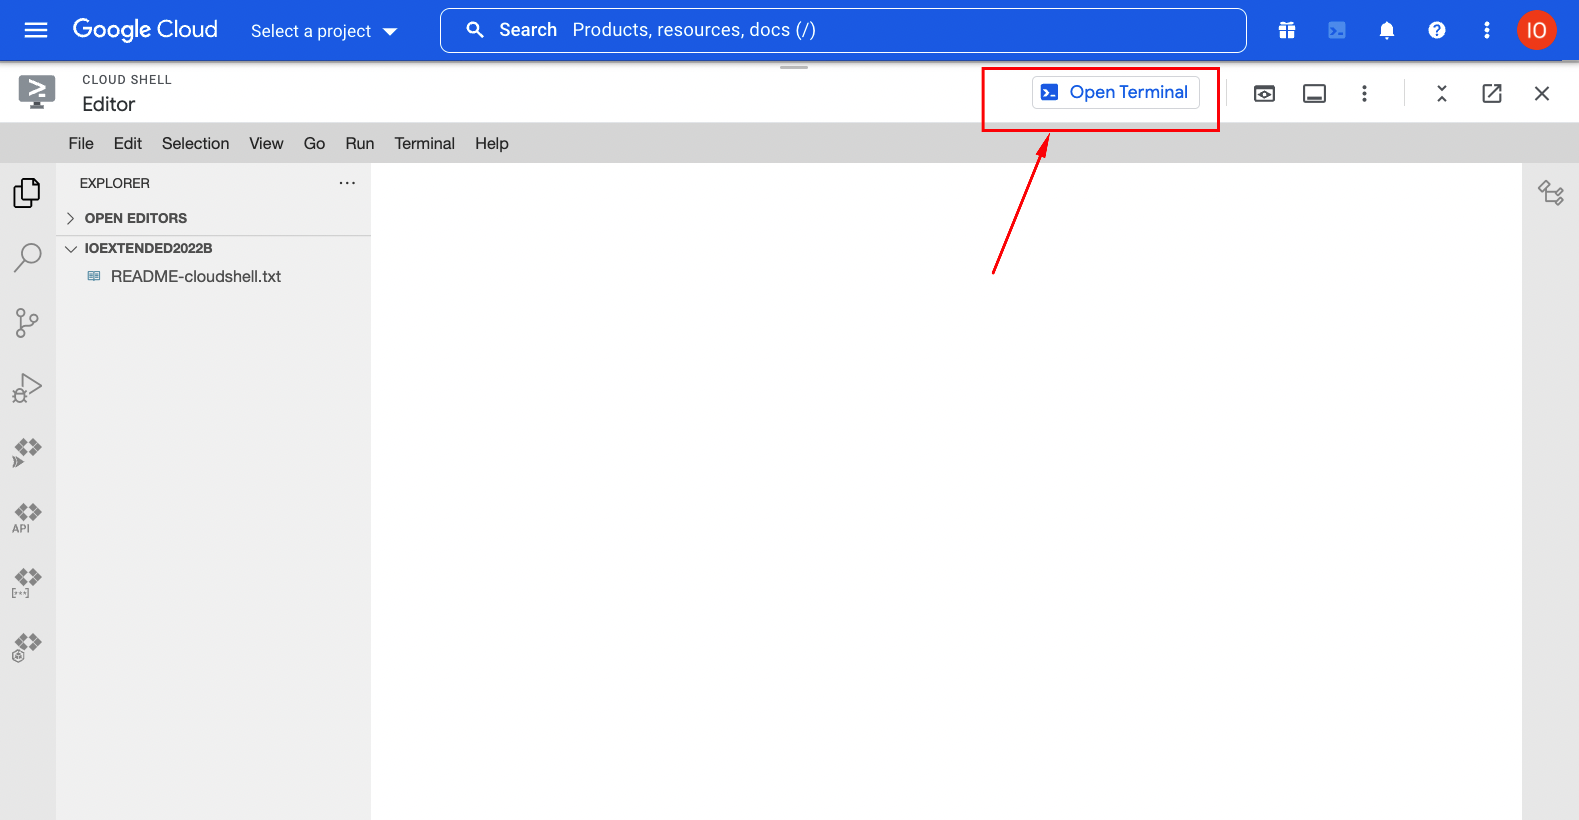 Google Cloud
Select a project
Search Products, resources, docs (/)
IO
CLOUD SHELL
Editor
Open Terminal
File Edit Selection View Go Run Terminal Help
EXPLORER
OPEN EDITORS
IOEXTENDED2022B
README-cloudshell.txt
API